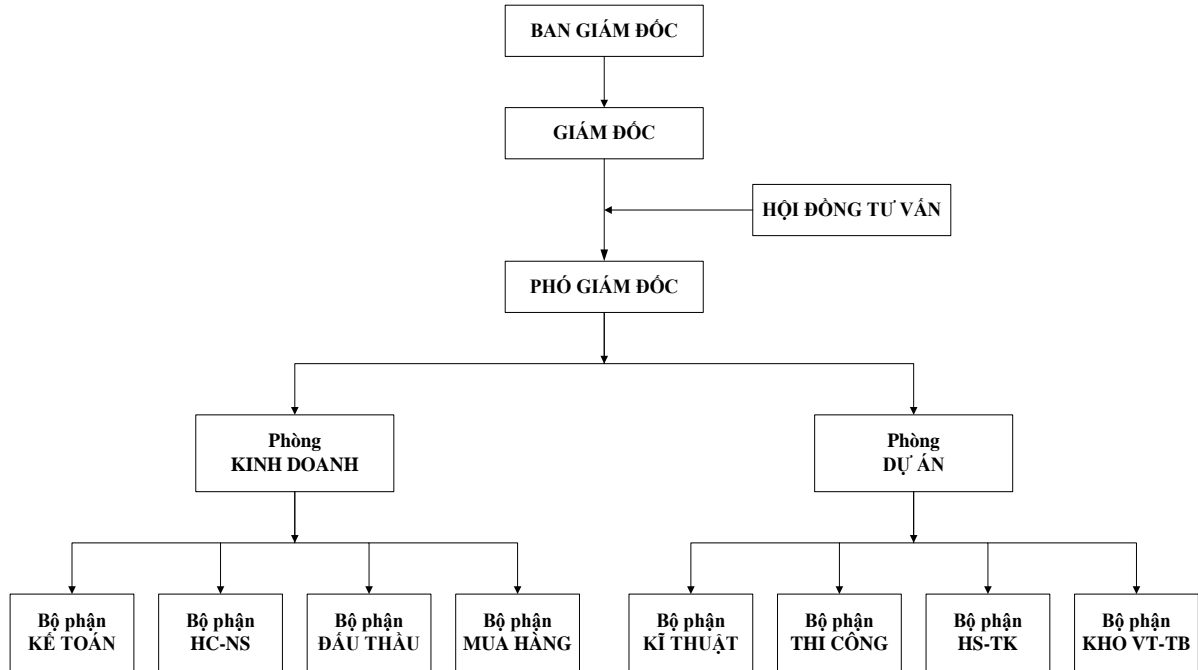 BAN GIÁM ĐỐC
GIÁM ĐỐC
HỘI ĐỒNG TƯ VẤN
PHÓ GIÁM ĐỐC
Phòng
KINH DOANH
Phòng
DỰ ÁN
Bộ phận
KẾ TOÁN
Bộ phận
HC-NS
Bộ phận
ĐẤU THẦU
Bộ phận
MUA HÀNG
Bộ phận
KĨ THUẬT
Bộ phận
THI CÔNG
Bộ phận
HS-TK
Bộ phận
KHO VT-TB